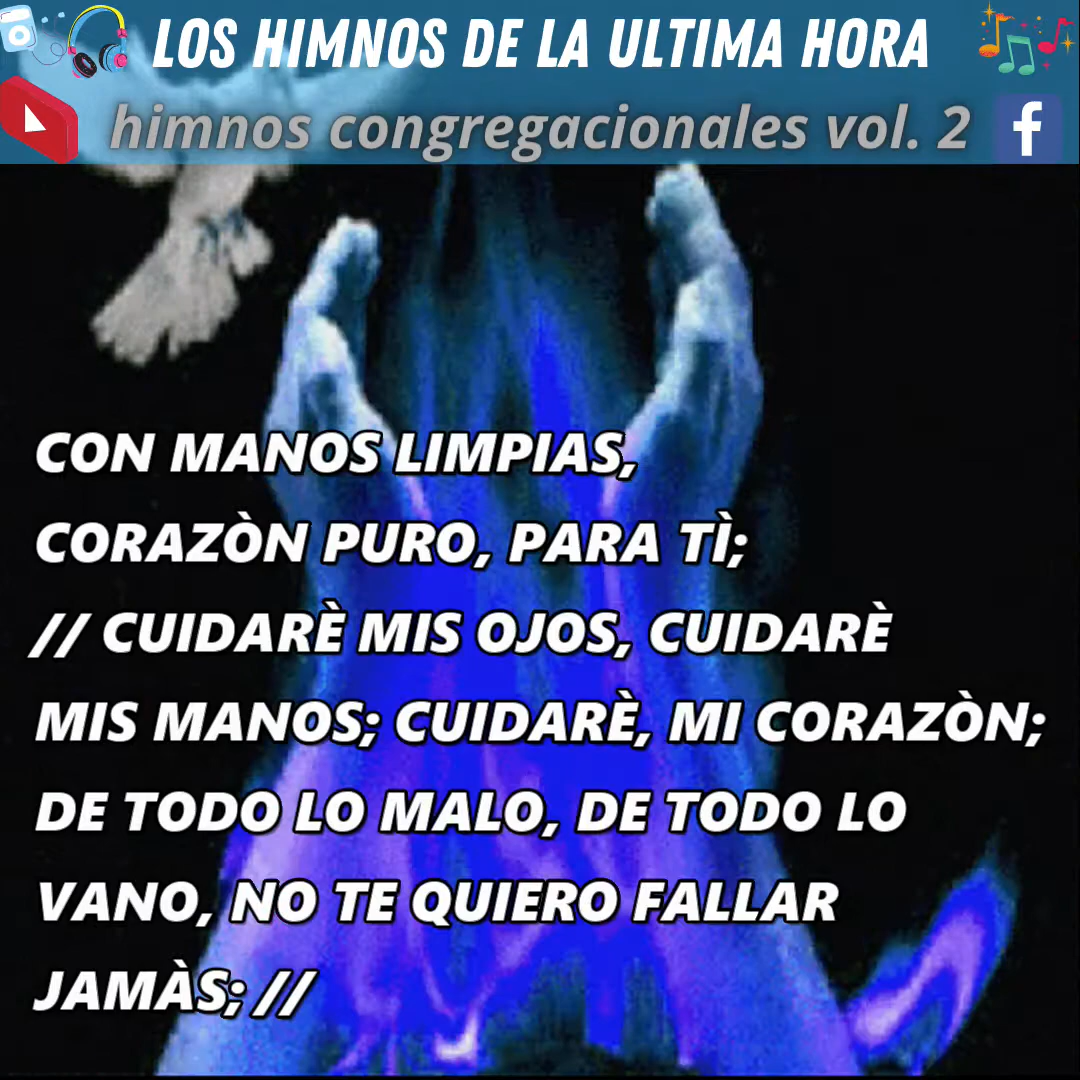 LOS HIMNOS DE LA ULTIMA HORA
himnos congregacionales vol. 2
f
CON MANOS LIMPIAS,
CORAZÒN PURO, PARA TÌ;
// CUIDARÈ MIS OJOS, CUIDARÈ
MIS MANOS; CUIDARÈ, MI CORAZÒN;
DE TODO LO MALO, DE TODO LO
VANO, NO TE QUIERO FALLAR
JAMÀS; //